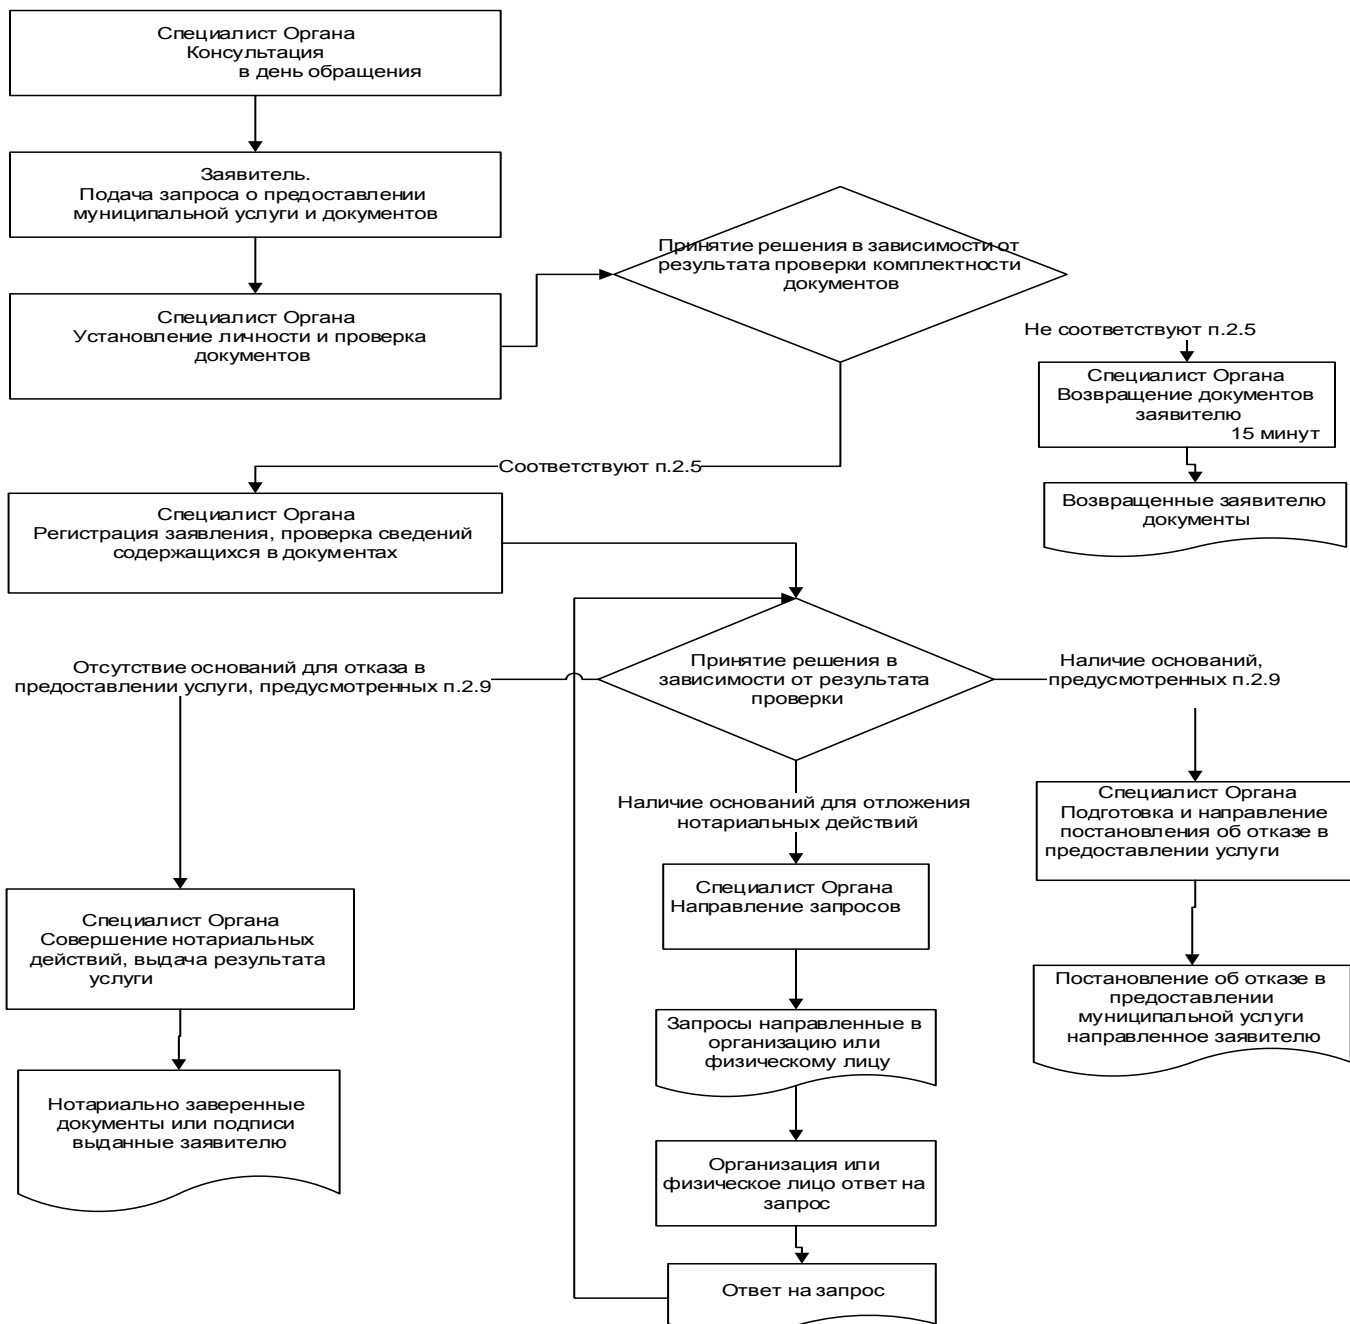 Специалист Органа
Консультация
в день обращения
Заявитель.
Подача запроса о предоставлении
муниципальной услуги и документов
Специалист Органа
Установление личности и проверка
документов
Принятие решения в зависимости от
результата проверки комплектности
документов
Не соответствуют п.2.5
Специалист Органа
Возвращение документов
заявителю
15 минут
Возвращенные заявителю
документы
Соответствуют п.2.5
Специалист Органа
Регистрация заявления, проверка сведений
содержащихся в документах
Принятие решения в
зависимости от результата
проверки
Отсутствие оснований для отказа в
предоставлении услуги, предусмотренных п.2.9
Наличие оснований,
предусмотренных п.2.9
Наличие оснований для отложения
нотариальных действий
Специалист Органа
Подготовка и направление
постановления об отказе в
предоставлении услуги
Специалист Органа
Направление запросов
Специалист Органа
Совершение нотариальных
действий, выдача результата
услуги
Постановление об отказе в
предоставлении
муниципальной услуги
направленное заявителю
Запросы направленные в
организацию или
физическому лицу
Нотариально заверенные
документы или подписи
выданные заявителю
Организация или
физическое лицо ответ на
запрос
Ответ на запрос